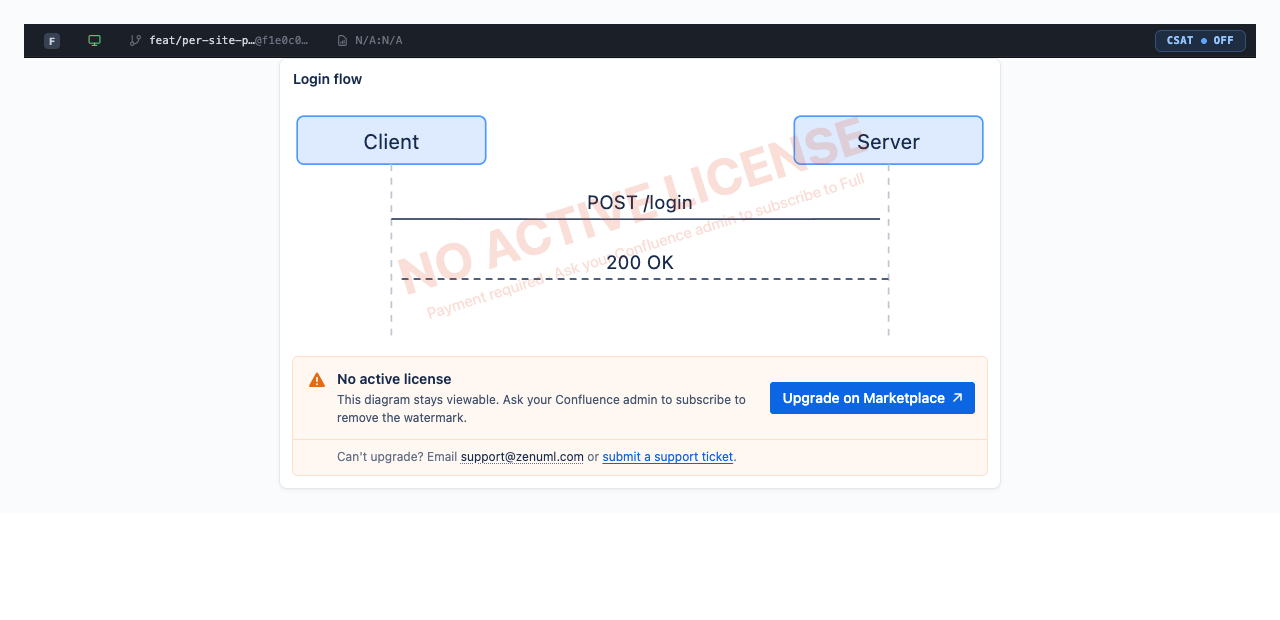 F feat/per-site-p…@f1e0c0… N/A:N/A CSAT ● OFF
Login flow
Client Server
NO ACTIVE LICENSE
Payment required · Ask your Confluence admin to subscribe to Full
POST /login
200 OK
No active license
This diagram stays viewable. Ask your Confluence admin to subscribe to
remove the watermark.
Upgrade on Marketplace
Can't upgrade? Email support@zenuml.com or submit a support ticket.